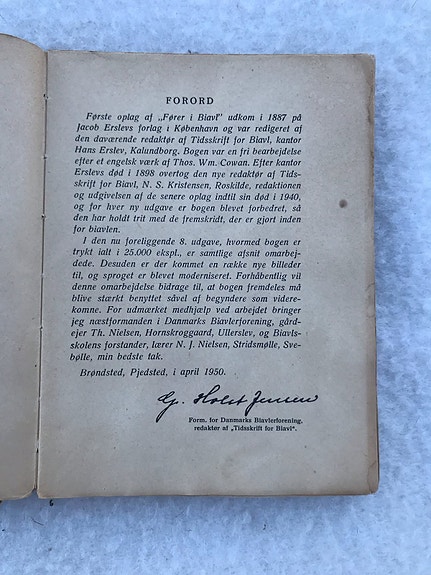 FORORD
Første oplag af „Fører i Biavl" udkom i 1887 på
Jacob Erslevs forlag i København og var redigeret af
den daværende redaktør af Tidsskrift for Biavl, kantor
Hans Erslev, Kalundborg. Bogen var en fri bearbejdelse
efter et engelsk værk af Thos. Wm. Cowan. Efter kantor
Erslevs død i 1898 overtog den nye redaktør af Tids-
skrift for Biavl, N. S. Kristensen, Roskilde, redaktionen
og udgivelsen af de senere oplag indtil sin død i 1940,
og for hver ny udgave er bogen blevet forbedret, så
den har holdt trit med de fremskridt, der er gjort inden
for biavlen.
I den nu foreliggende 8. udgave, hvormed bogen er
trykt ialt i 25.000 ekspl., er samtlige afsnit omarbej-
dede. Desuden er der kommet en række nye billeder
til, og sproget er blevet moderniseret. Forhåbentlig vil
denne omarbejdelse bidrage til, at bogen fremdeles må
blive stærkt benyttet såvel af begyndere som videre-
komne. For udmærket medhjælp ved arbejdet bringer
jeg næstformanden i Danmarks Biavlerforening, gård-
ejer Th. Nielsen, Hornskroggaard, Ullerslev, og Biavls-
skolens forstander, lærer N. J. Nielsen, Stridsmølle, Sve-
bølle, min bedste tak.
Brøndsted, Pjedsted, i april 1950.
Holst Jensen
Form. for Danmarks Biavlerforening,
redaktør af „Tidsskrift for Biavl".